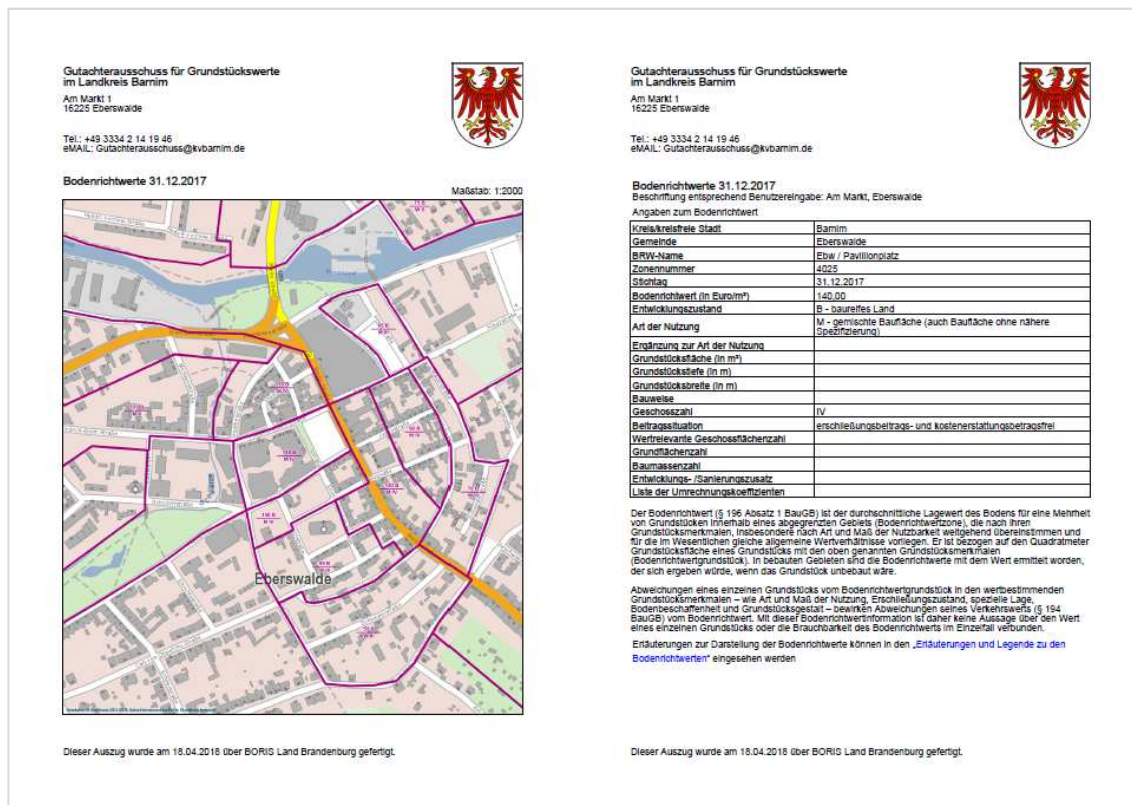 Gutachterausschuss für Grundstückswerte
im Landkreis Barnim
Am Markt 1
16225 Eberswalde
Tel.: +49 3334 2 14 19 46
eMAIL: Gutachterausschuss@kvbarnim.de
Bodenrichtwerte 31.12.2017
Maßstab: 1:2000
Eberswalde
Dieser Auszug wurde am 18.04.2018 über BORIS Land Brandenburg gefertigt.
Gutachterausschuss für Grundstückswerte
im Landkreis Barnim
Am Markt 1
16225 Eberswalde
Tel.: +49 3334 2 14 19 46
eMAIL: Gutachterausschuss@kvbarnim.de
Bodenrichtwerte 31.12.2017
Beschriftung entsprechend Benutzereingabe: Am Markt, Eberswalde
Angaben zum Bodenrichtwert
Kreis/kreisfreie Stadt Barnim
Gemeinde Eberswalde
BRW-Name Ebw / Pavillionplatz
Zonennummer 4025
Stichtag 31.12.2017
Bodenrichtwert (in Euro/m²) 140,00
Entwicklungszustand B - baureifes Land
Art der Nutzung M - gemischte Baufläche (auch Baufläche ohne nähere
Spezifizierung)
Ergänzung zur Art der Nutzung
Grundstücksfläche (in m²)
Grundstückstiefe (in m)
Grundstücksbreite (in m)
Bauweise
Geschosszahl IV
Beitragssituation erschließungsbeitrags- und kostenerstattungsbetragsfrei
Wertrelevante Geschossflächenzahl
Grundflächenzahl
Baumassenzahl
Entwicklungs- /Sanierungszusatz
Liste der Umrechnungskoeffizienten
Der Bodenrichtwert (§ 196 Absatz 1 BauGB) ist der durchschnittliche Lagewert des Bodens für eine Mehrheit
von Grundstücken innerhalb eines abgegrenzten Gebiets (Bodenrichtwertzone), die nach ihren
Grundstücksmerkmalen, insbesondere nach Art und Maß der Nutzbarkeit weitgehend übereinstimmen und
für die im Wesentlichen gleiche allgemeine Wertverhältnisse vorliegen. Er ist bezogen auf den Quadratmeter
Grundstücksfläche eines Grundstücks mit den oben genannten Grundstücksmerkmalen
(Bodenrichtwertgrundstück). In bebauten Gebieten sind die Bodenrichtwerte mit dem Wert ermittelt worden,
der sich ergeben würde, wenn das Grundstück unbebaut wäre.
Abweichungen eines einzelnen Grundstücks vom Bodenrichtwertgrundstück in den wertbestimmenden
Grundstücksmerkmalen – wie Art und Maß der Nutzung, Erschließungszustand, spezielle Lage,
Bodenbeschaffenheit und Grundstücksgestalt – bewirken Abweichungen seines Verkehrswerts (§ 194
BauGB) vom Bodenrichtwert. Mit dieser Bodenrichtwertinformation ist daher keine Aussage über den Wert
eines einzelnen Grundstücks oder die Brauchbarkeit des Bodenrichtwerts im Einzelfall verbunden.
Erläuterungen zur Darstellung der Bodenrichtwerte können in den „Erläuterungen und Legende zu den
Bodenrichtwerten“ eingesehen werden
Dieser Auszug wurde am 18.04.2018 über BORIS Land Brandenburg gefertigt.